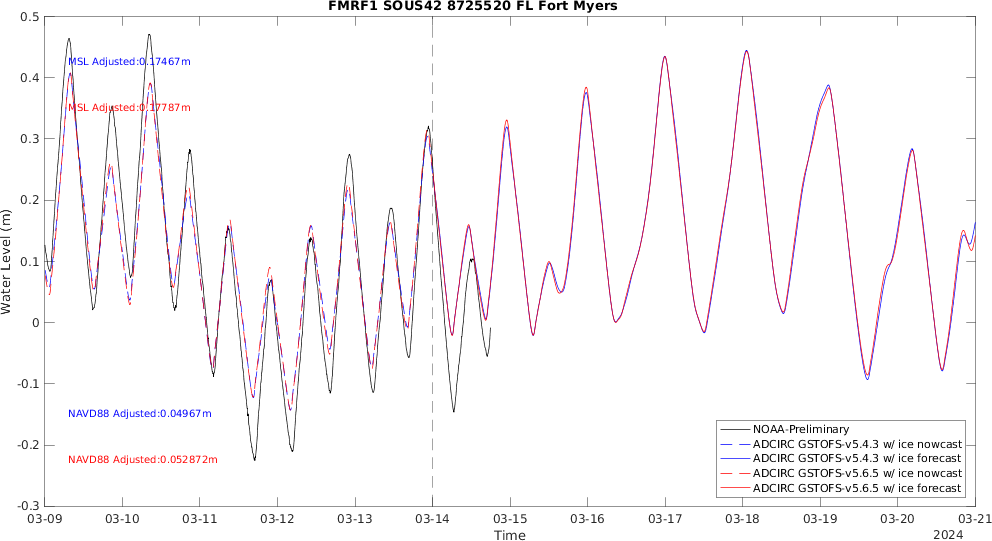 FMRF1 SOUS42 8725520 FL Fort Myers
0.5
0.4
0.3
0.2
0.1
0
-0.1
-0.2
-0.3
Water Level (m)
MSL Adjusted:0.17467m
MSL Adjusted:0.17787m
NAVD88 Adjusted:0.04967m
NAVD88 Adjusted:0.052872m
NOAA-Preliminary
ADCIRC GSTOFS-v5.4.3 w/ ice nowcast
ADCIRC GSTOFS-v5.4.3 w/ ice forecast
ADCIRC GSTOFS-v5.6.5 w/ ice nowcast
ADCIRC GSTOFS-v5.6.5 w/ ice forecast
03-09 03-10 03-11 03-12 03-13 03-14 03-15 03-16 03-17 03-18 03-19 03-20 03-21
Time
2024